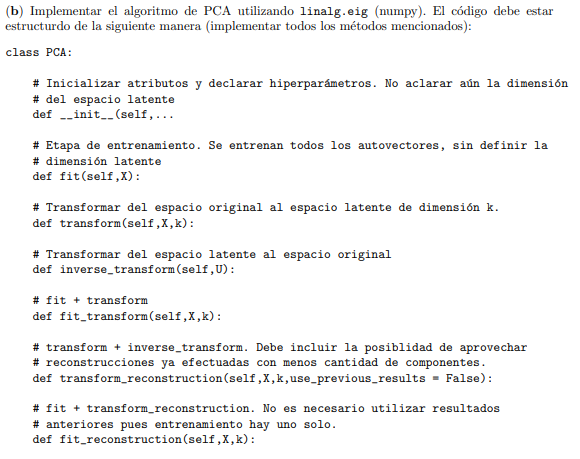 (b) Implementar el algoritmo de PCA utilizando linalg.eig (numpy). El código debe estar
estructurdo de la siguiente manera (implementar todos los métodos mencionados):
class PCA:
# Inicializar atributos y declarar hiperparámetros. No aclarar aún la dimensión
# del espacio latente
def __init__(self,...
# Etapa de entrenamiento. Se entrenan todos los autovectores, sin definir la
# dimensión latente
def fit(self,X):
# Transformar del espacio original al espacio latente de dimensión k.
def transform(self,X,k):
# Transformar del espacio latente al espacio original
def inverse_transform(self,U):
# fit + transform
def fit_transform(self,X,k):
# transform + inverse_transform. Debe incluir la posiblidad de aprovechar
# reconstrucciones ya efectuadas con menos cantidad de componentes.
def transform_reconstruction(self,X,k,use_previous_results = False):
# fit + transform_reconstruction. No es necesario utilizar resultados
# anteriores pues entrenamiento hay uno solo.
def fit_reconstruction(self,X,k):